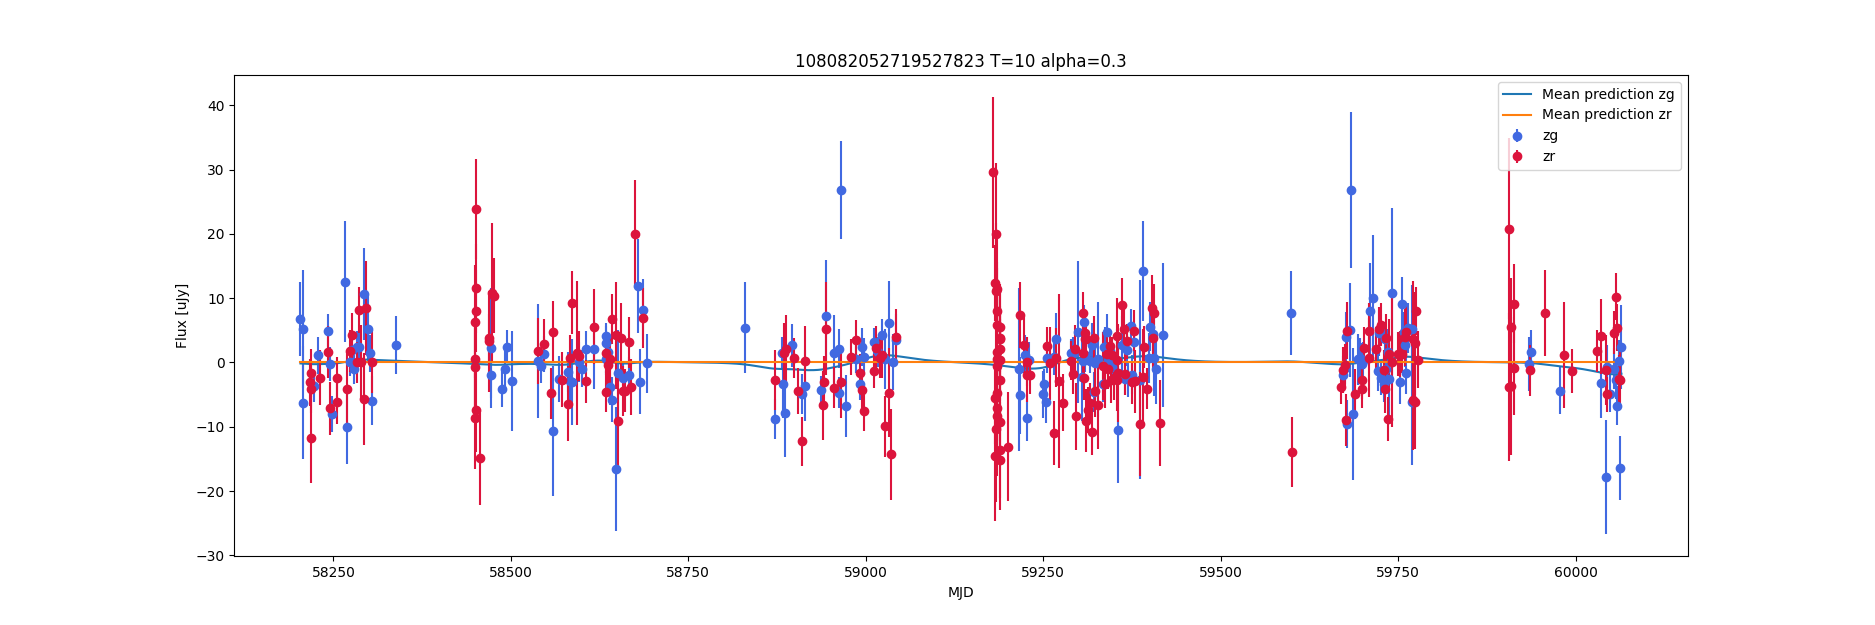 108082052719527823 T=10 alpha=0.3
Mean prediction zg
Mean prediction zr
zg
zr
Flux [uJy]
40
30
20
10
0
−10
−20
−30
58250 58500 58750 59000 59250 59500 59750 60000
MJD